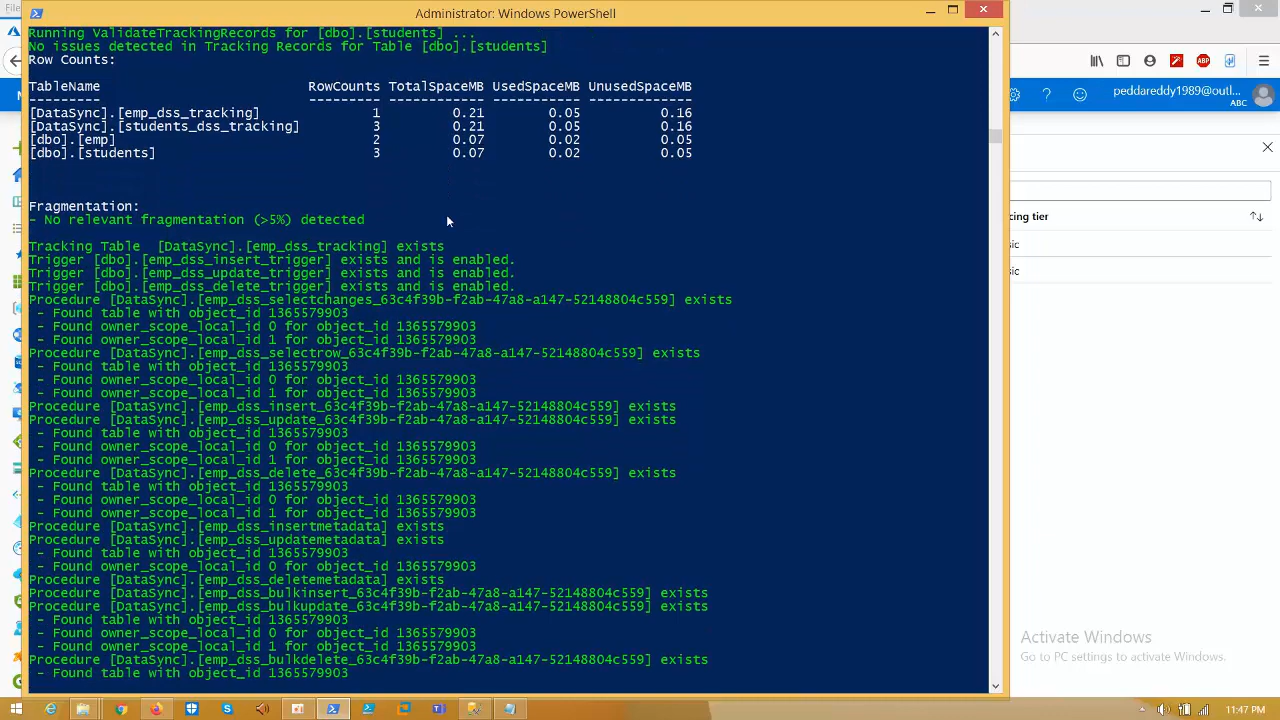 File
Administrator: Windows PowerShell
Running ValidateTrackingRecords for [dbo].[students] ...
No issues detected in Tracking Records for Table [dbo].[students]
Row Counts:
TableName RowCounts TotalSpaceMB UsedSpaceMB UnusedSpaceMB
--------- --------- ------------ ----------- -------------
[DataSync].[emp_dss_tracking] 1 0.21 0.05 0.16
[DataSync].[students_dss_tracking] 3 0.21 0.05 0.16
[dbo].[emp] 2 0.07 0.02 0.05
[dbo].[students] 3 0.07 0.02 0.05
Fragmentation:
- No relevant fragmentation (>5%) detected
Tracking Table [DataSync].[emp_dss_tracking] exists
Trigger [dbo].[emp_dss_insert_trigger] exists and is enabled.
Trigger [dbo].[emp_dss_update_trigger] exists and is enabled.
Trigger [dbo].[emp_dss_delete_trigger] exists and is enabled.
Procedure [DataSync].[emp_dss_selectchanges_63c4f39b-f2ab-47a8-a147-52148804c559] exists
- Found table with object_id 1365579903
- Found owner_scope_local_id 0 for object_id 1365579903
- Found owner_scope_local_id 1 for object_id 1365579903
Procedure [DataSync].[emp_dss_selectrow_63c4f39b-f2ab-47a8-a147-52148804c559] exists
- Found table with object_id 1365579903
- Found owner_scope_local_id 0 for object_id 1365579903
- Found owner_scope_local_id 1 for object_id 1365579903
Procedure [DataSync].[emp_dss_insert_63c4f39b-f2ab-47a8-a147-52148804c559] exists
Procedure [DataSync].[emp_dss_update_63c4f39b-f2ab-47a8-a147-52148804c559] exists
- Found table with object_id 1365579903
- Found owner_scope_local_id 0 for object_id 1365579903
- Found owner_scope_local_id 1 for object_id 1365579903
Procedure [DataSync].[emp_dss_delete_63c4f39b-f2ab-47a8-a147-52148804c559] exists
- Found table with object_id 1365579903
- Found owner_scope_local_id 0 for object_id 1365579903
- Found owner_scope_local_id 1 for object_id 1365579903
Procedure [DataSync].[emp_dss_insertmetadata] exists
Procedure [DataSync].[emp_dss_updatemetadata] exists
- Found table with object_id 1365579903
- Found owner_scope_local_id 0 for object_id 1365579903
Procedure [DataSync].[emp_dss_deletemetadata] exists
Procedure [DataSync].[emp_dss_bulkinsert_63c4f39b-f2ab-47a8-a147-52148804c559] exists
Procedure [DataSync].[emp_dss_bulkupdate_63c4f39b-f2ab-47a8-a147-52148804c559] exists
- Found table with object_id 1365579903
- Found owner_scope_local_id 0 for object_id 1365579903
- Found owner_scope_local_id 1 for object_id 1365579903
Procedure [DataSync].[emp_dss_bulkdelete_63c4f39b-f2ab-47a8-a147-52148804c559] exists
- Found table with object_id 1365579903
ABP
peddareddy1989@outl...
ABC
cing tier
sic
sic
Activate Windows
Go to PC settings to activate Windows.
11:47 PM